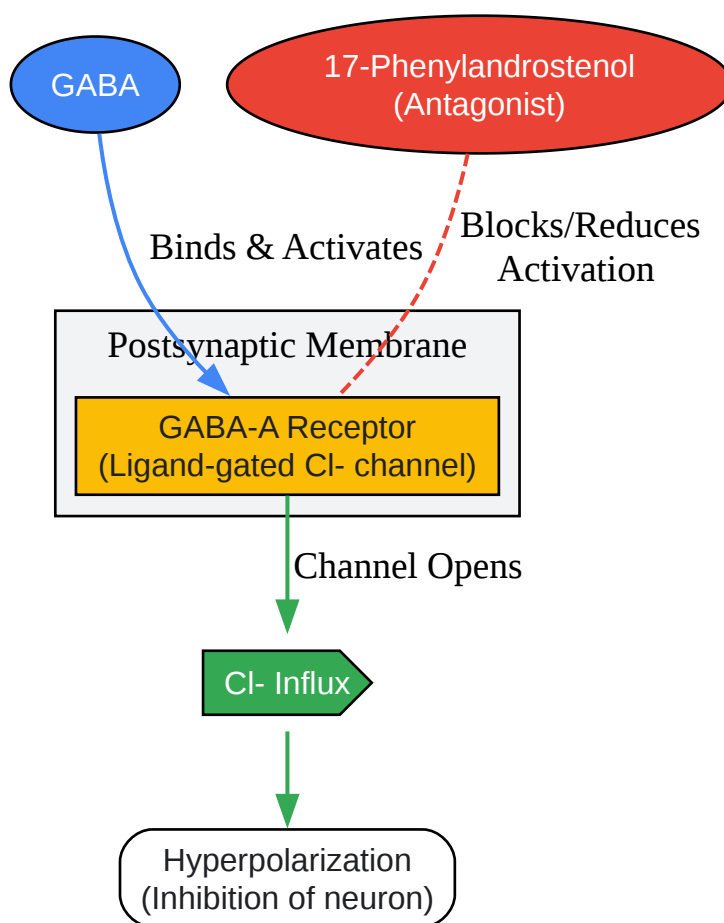 GABA
17-Phenylandrostenol
(Antagonist)
Binds & Activates
Blocks/Reduces
Activation
Postsynaptic Membrane
GABA-A Receptor
(Ligand-gated Cl- channel)
Channel Opens
Cl- Influx
Hyperpolarization
(Inhibition of neuron)